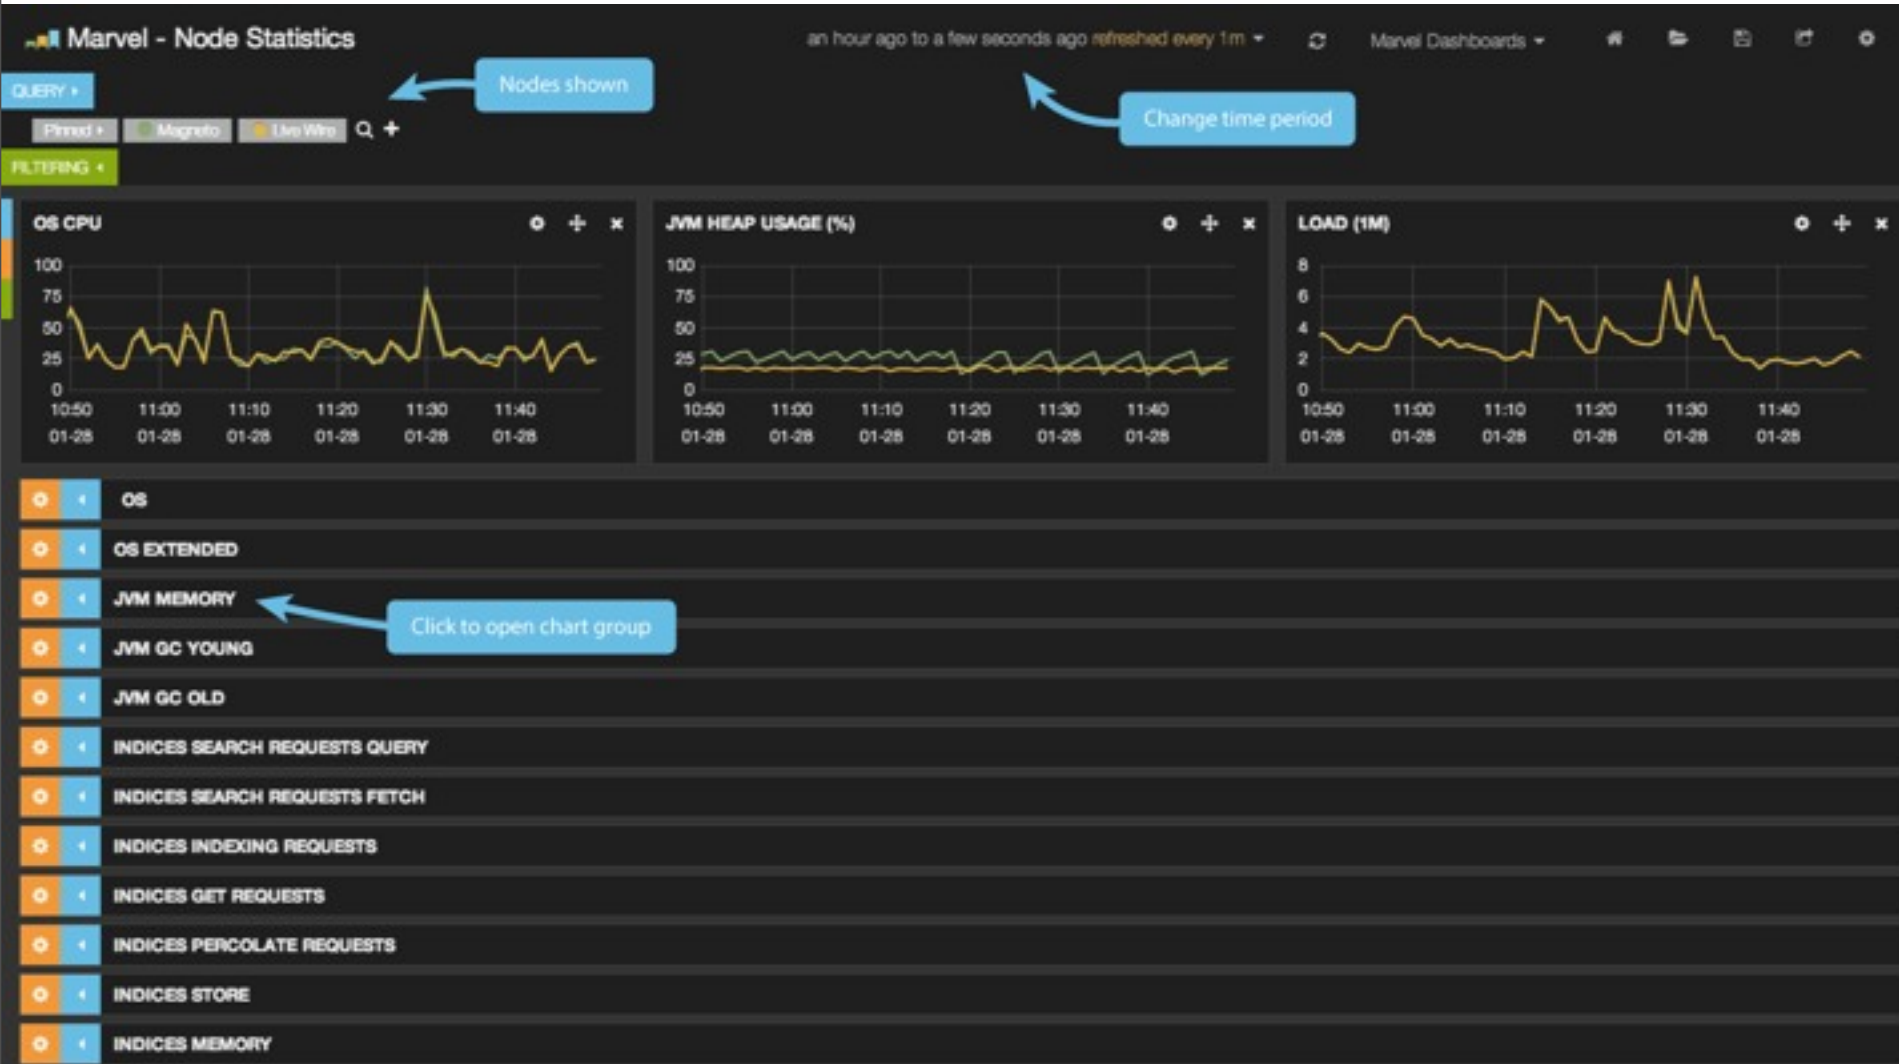 Marvel - Node Statistics
an hour ago to a few seconds ago refreshed every 1m
Marvel Dashboards
QUERY
Nodes shown
Change time period
Pinned
Magneto
Live Wire
FILTERING
OS CPU
100
75
50
25
0
10:50 11:00 11:10 11:20 11:30 11:40
01-28 01-28 01-28 01-28 01-28 01-28
JVM HEAP USAGE (%)
100
75
50
25
0
10:50 11:00 11:10 11:20 11:30 11:40
01-28 01-28 01-28 01-28 01-28 01-28
LOAD (1M)
8
6
4
2
0
10:50 11:00 11:10 11:20 11:30 11:40
01-28 01-28 01-28 01-28 01-28 01-28
OS
OS EXTENDED
JVM MEMORY
Click to open chart group
JVM GC YOUNG
JVM GC OLD
INDICES SEARCH REQUESTS QUERY
INDICES SEARCH REQUESTS FETCH
INDICES INDEXING REQUESTS
INDICES GET REQUESTS
INDICES PERCOLATE REQUESTS
INDICES STORE
INDICES MEMORY